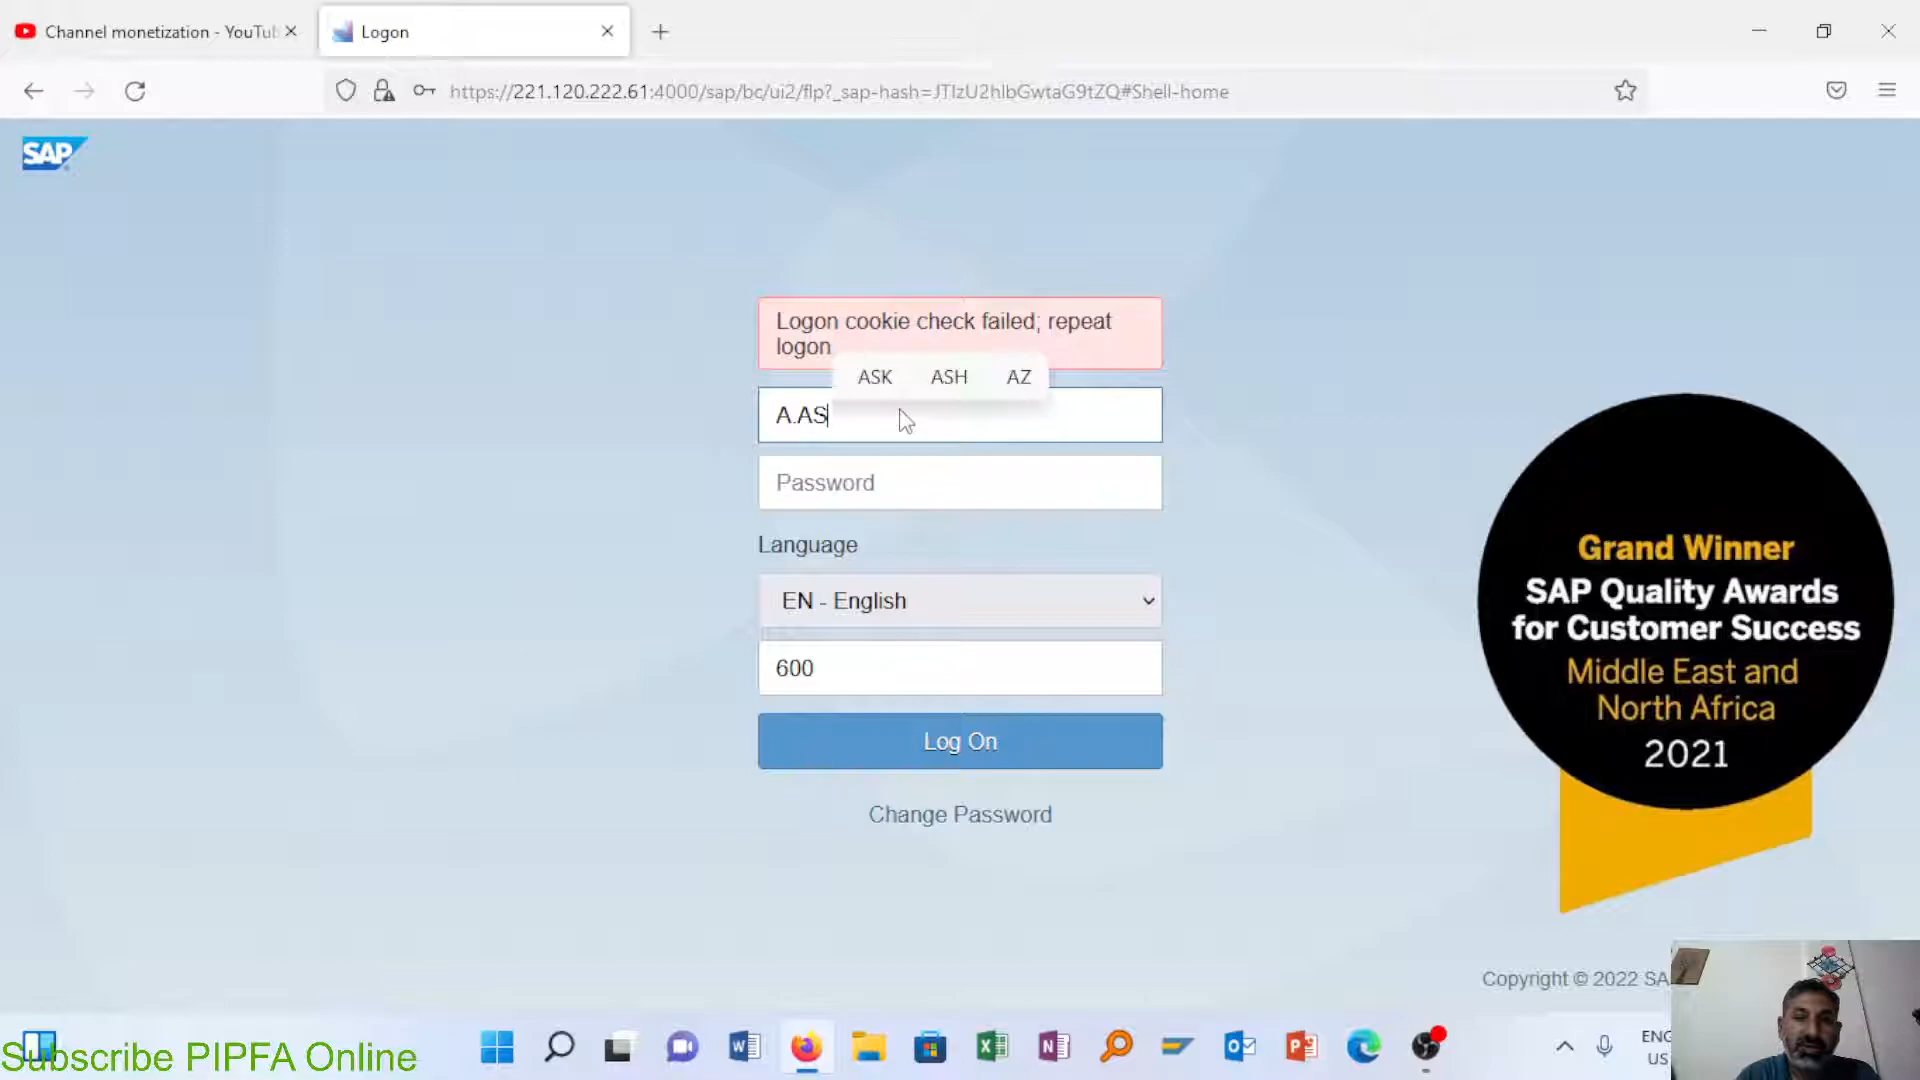 Channel monetization - YouTu
Logon
https://221.120.222.61:4000/sap/bc/ui2/flp?_sap-hash=JTIzU2hlbGwtaG9tZQ#Shell-home
SAP
Logon cookie check failed; repeat
logon
ASK ASH AZ
A.AS
Password
Language
EN - English
600
Log On
Change Password
Grand Winner
SAP Quality Awards
for Customer Success
Middle East and
North Africa
2021
Copyright © 2022 SA
Subscribe PIPFA Online
ENG
US